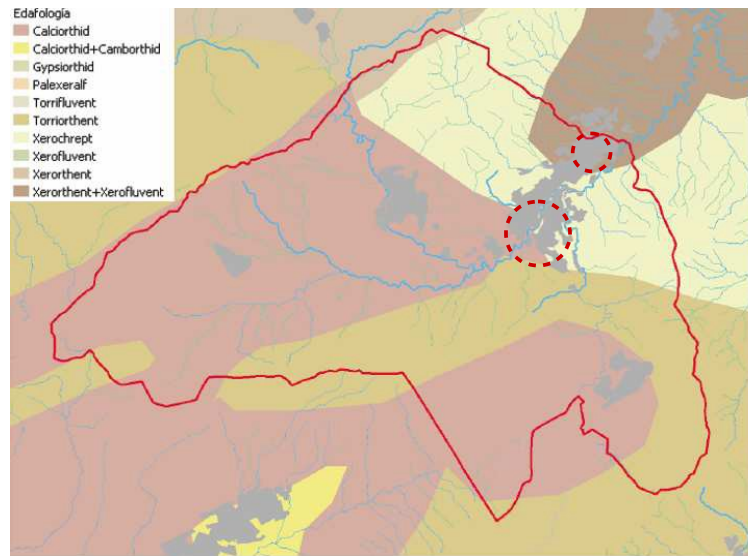 Edafología
Calciorthid
Calciorthid+Camborthid
Gypsiorthid
Palexeralf
Torrifluvent
Torriorthent
Xerochrept
Xerofluvent
Xerorthent
Xerorthent+Xerofluvent